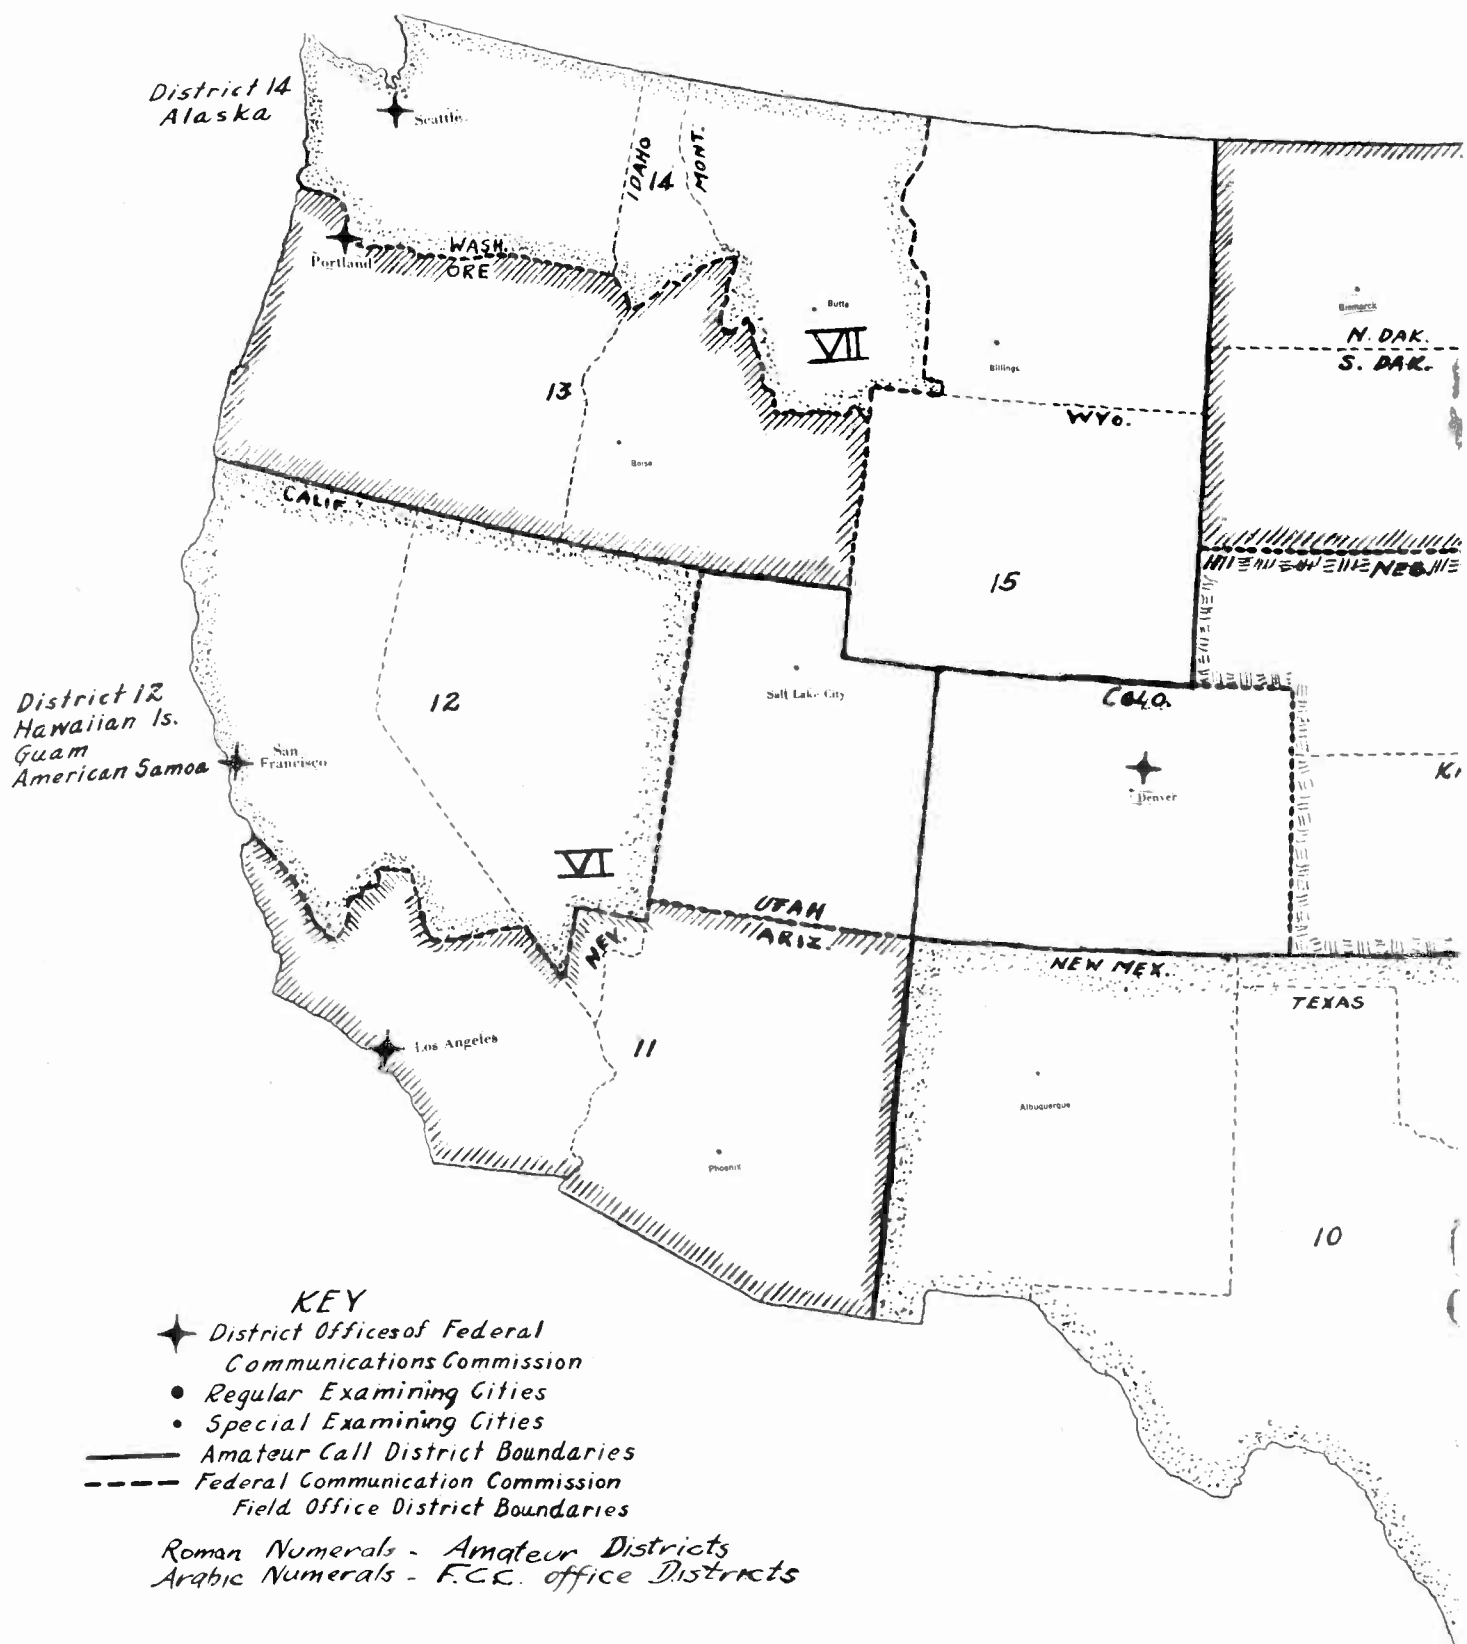 District 14
Alaska
Seattle.
IDAHO
14
MONT.
Portland
WASH.
ORE
Butte
VII
Billings
Bismarck
N. DAK.
S. DAK.
13
Boise
WYO.
CALIF.
15
NEB.
District 12
Hawaiian Is.
Guam
American Samoa
San
Francisco
12
Salt Lake City
COLO.
Denver
VI
UTAH
NEV.
ARIZ.
NEW MEX.
TEXAS
Los Angeles
11
Albuquerque
Phoenix
10
KEY
District Offices of Federal
Communications Commission
Regular Examining Cities
Special Examining Cities
Amateur Call District Boundaries
Federal Communication Commission
Field Office District Boundaries
Roman Numerals - Amateur Districts
Arabic Numerals - F.C.C. office Districts